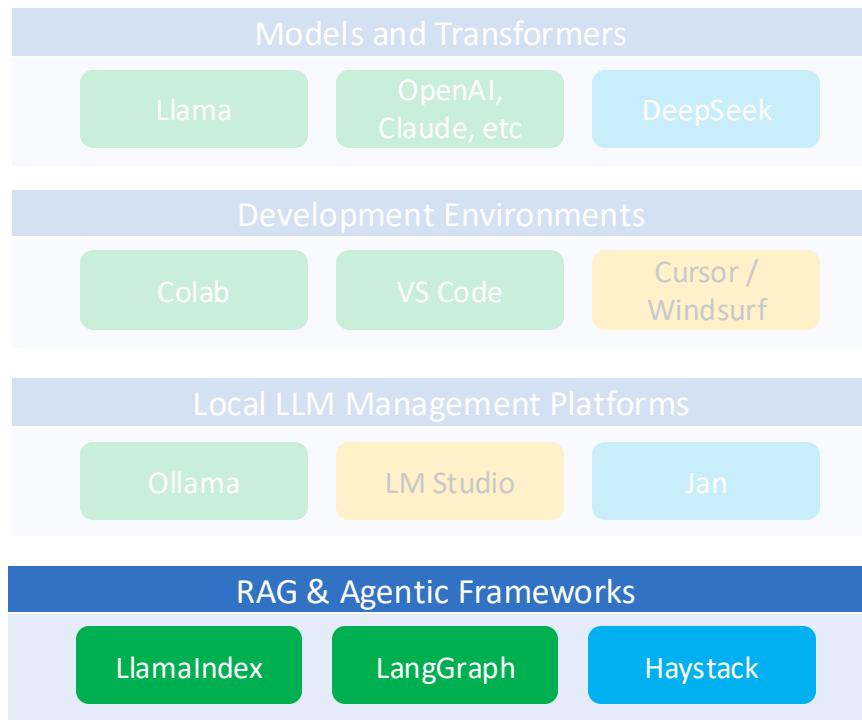 Models and Transformers
Llama
OpenAI,
Claude, etc
DeepSeek
Development Environments
Colab
VS Code
Cursor /
Windsurf
Local LLM Management Platforms
Ollama
LM Studio
Jan
RAG & Agentic Frameworks
LlamaIndex
LangGraph
Haystack